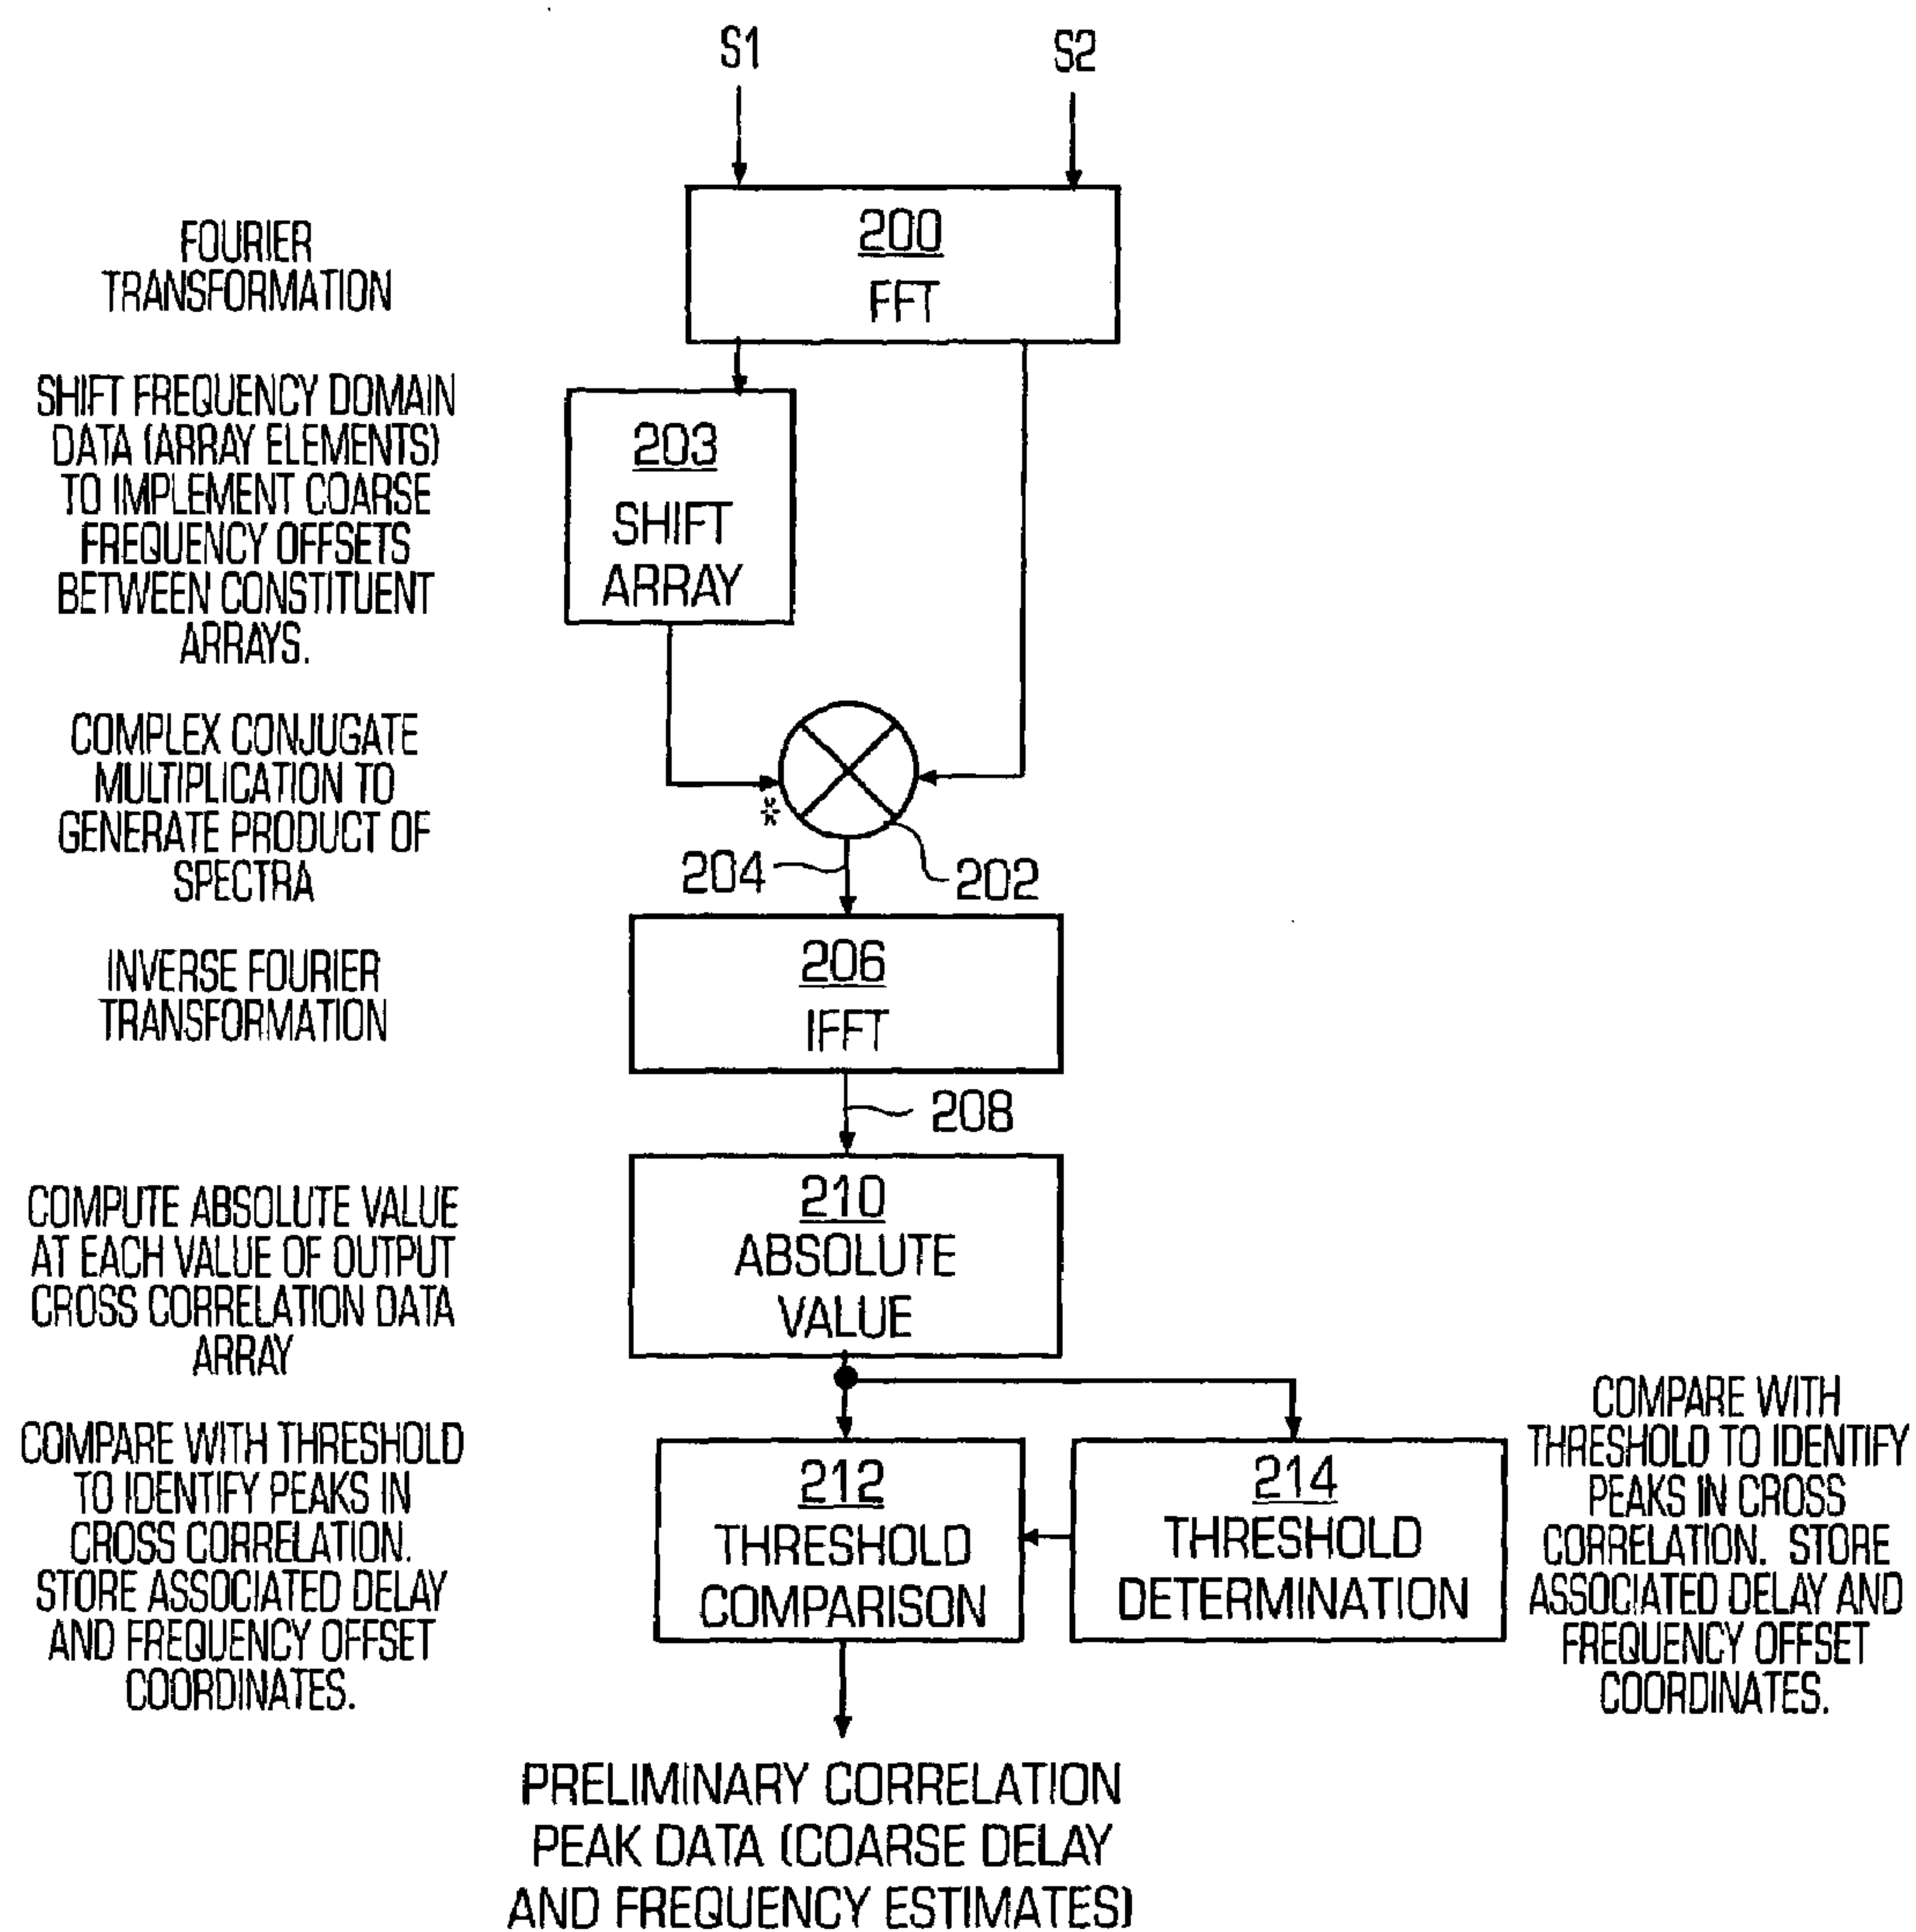 S1
S2
FOURIER
TRANSFORMATION
200
FFT
SHIFT FREQUENCY DOMAIN
DATA (ARRAY ELEMENTS)
TO IMPLEMENT COARSE
FREQUENCY OFFSETS
BETWEEN CONSTITUENT
ARRAYS.
203
SHIFT
ARRAY
COMPLEX CONJUGATE
MULTIPLICATION TO
GENERATE PRODUCT OF
SPECTRA
*
204
202
INVERSE FOURIER
TRANSFORMATION
206
IFFT
208
COMPUTE ABSOLUTE VALUE
AT EACH VALUE OF OUTPUT
CROSS CORRELATION DATA
ARRAY
210
ABSOLUTE
VALUE
COMPARE WITH THRESHOLD
TO IDENTIFY PEAKS IN
CROSS CORRELATION.
STORE ASSOCIATED DELAY
AND FREQUENCY OFFSET
COORDINATES.
212
THRESHOLD
COMPARISON
214
THRESHOLD
DETERMINATION
COMPARE WITH
THRESHOLD TO IDENTIFY
PEAKS IN CROSS
CORRELATION. STORE
ASSOCIATED DELAY AND
FREQUENCY OFFSET
COORDINATES.
PRELIMINARY CORRELATION
PEAK DATA (COARSE DELAY
AND FREQUENCY ESTIMATES)